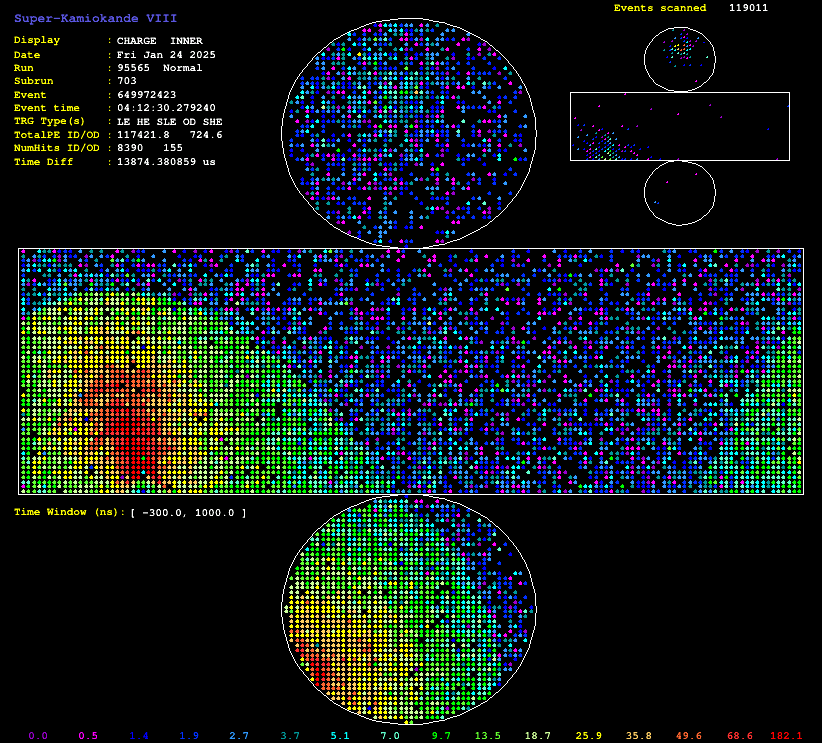 Super-Kamiokande VIII
Events scanned 119011
Display : CHARGE INNER
Date : Fri Jan 24 2025
Run : 95565 Normal
Subrun : 703
Event : 649972423
Event time : 04:12:30.279240
TRG Type(s) : LE HE SLE OD SHE
TotalPE ID/OD : 117421.8 724.6
NumHits ID/OD : 8390 155
Time Diff : 13874.380859 us
Time Window (ns): [ -300.0, 1000.0 ]
0.0 0.5 1.4 1.9 2.7 3.7 5.1 7.0 9.7 13.5 18.7 25.9 35.8 49.6 68.6 182.1